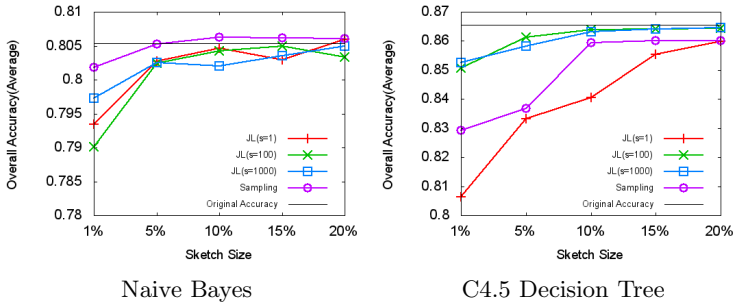 0.81
0.805
0.8
0.795
0.79
0.785
0.78
Overall Accuracy(Average)
JL(s=1)
JL(s=100)
JL(s=1000)
Sampling
Original Accuracy
1% 5% 10% 15% 20%
Sketch Size
Naive Bayes
0.87
0.86
0.85
0.84
0.83
0.82
0.81
0.8
Overall Accuracy(Average)
JL(s=1)
JL(s=100)
JL(s=1000)
Sampling
Original Accuracy
1% 5% 10% 15% 20%
Sketch Size
C4.5 Decision Tree